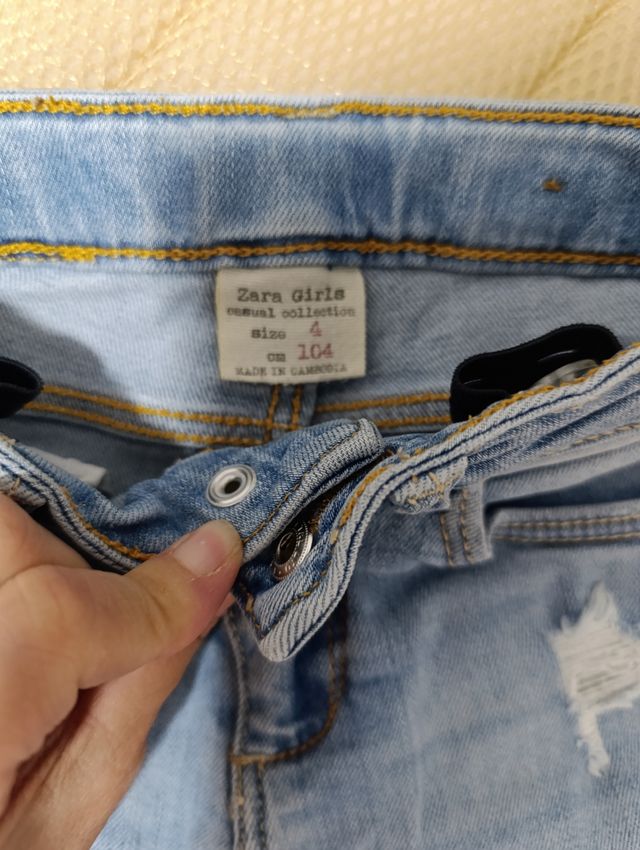 Zara Girls
casual collection
size 4
cm 104
MADE IN CAMBODIA